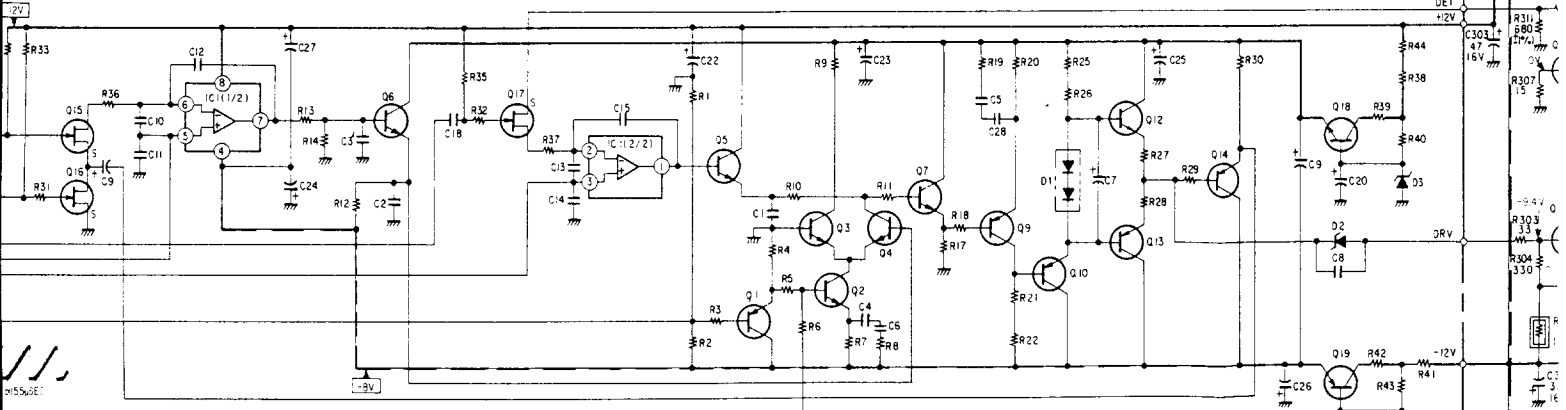 12V
DET
+12V
R33
C12
C27
R35
C22
R9
C23
R19
R20
R25
C25
R30
C303
47
16V
R311
680
R44
R38
R307
15
R36
IC1(1/2)
8
6
7
5
4
Q15
C10
C11
R13
R14
C3
Q6
C18
R32
Q17
S
R37
C15
IC1(2/2)
2
1
3
C13
C14
R1
Q5
C5
C28
R26
Q12
Q18
R39
R40
S
Q16
C9
R31
S
C24
R12
C2
R10
R11
Q7
D1
C7
R27
R28
R29
Q14
C9
C20
D3
C1
Q3
Q4
R18
R17
Q9
Q13
D2
C8
DRV
-9.4V
R303
33
R304
330
R4
R5
Q2
Q1
R3
R6
C4
C6
R7
R8
R2
Q10
R21
R22
-8V
C26
Q19
R42
R43
R41
-12V